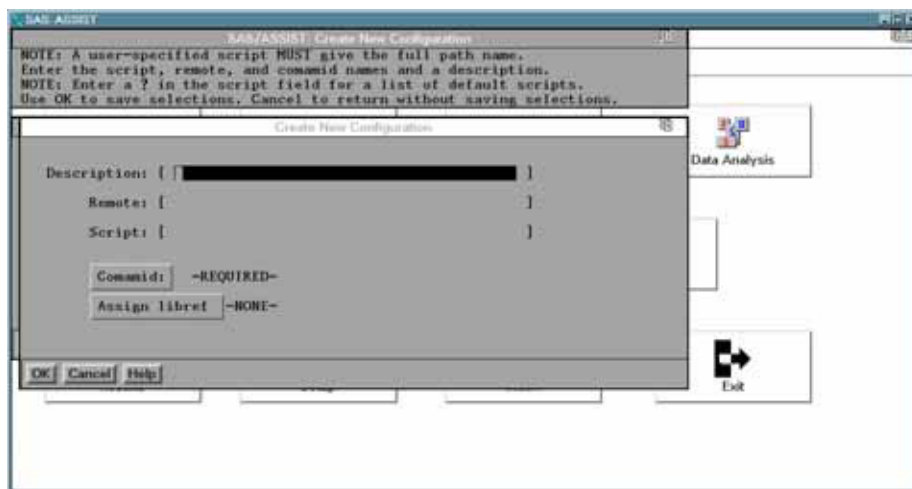 SAS/ASSIST
SAS/ASSIST: Create New Configuration
NOTE: A user-specified script MUST give the full path name.
Enter the script, remote, and comamid names and a description.
NOTE: Enter a ? in the script field for a list of default scripts.
Use OK to save selections. Cancel to return without saving selections.
Create New Configuration
Data Analysis
Description: [ ]
Remote: [ ]
Script: [ ]
Comamid: -REQUIRED-
Assign libref -NONE-
OK Cancel Help
Exit